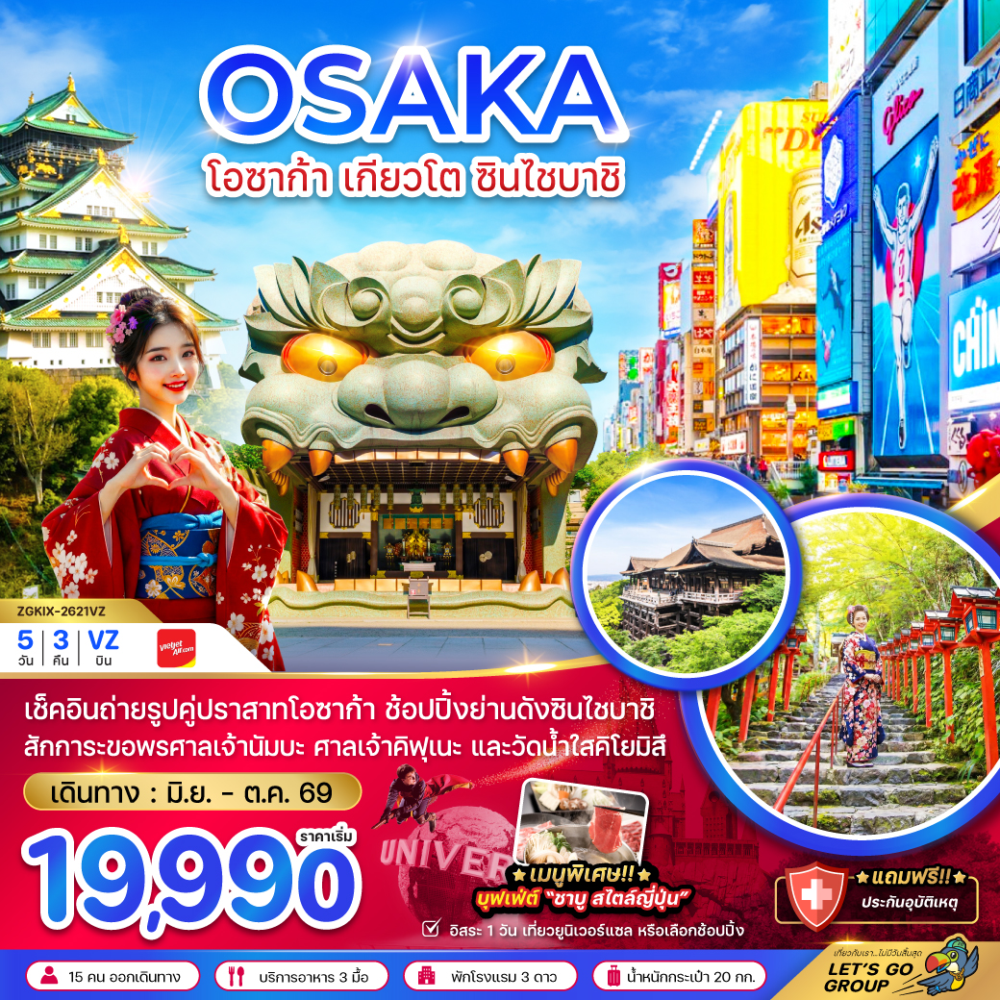 OSAKA
โอซาก้า เกียวโต ซินไซบาชิ
glico
CHIN
ZGKIX-2621VZ
5 3 VZ
วัน คืน บิน
Vietjet Air.com
เช็คอินถ่ายรูปคู่ปราสาทโอซาก้า ช้อปปิ้งย่านดังซินไซบาชิ
สักการะขอพรศาลเจ้านัมบะ ศาลเจ้าคิฟุเนะ และวัดน้ำใสคิโยมิสึ
เดินทาง : มิ.ย. - ต.ค. 69
ราคาเริ่ม
19,990
UNIVER
เมนูพิเศษ!!
บุฟเฟ่ต์ "ชาบู สไตล์ญี่ปุ่น"
อิสระ 1 วัน เที่ยวยูนิเวอร์แซล หรือเลือกช้อปปิ้ง
แถมฟรี!!
ประกันอุบัติเหตุ
15 คน ออกเดินทาง
บริการอาหาร 3 มื้อ
พักโรงแรม 3 ดาว
น้ำหนักกระเป๋า 20 กก.
เที่ยวกับเรา...ไม่มีวันสิ้นสุด
LET'S GO
GROUP